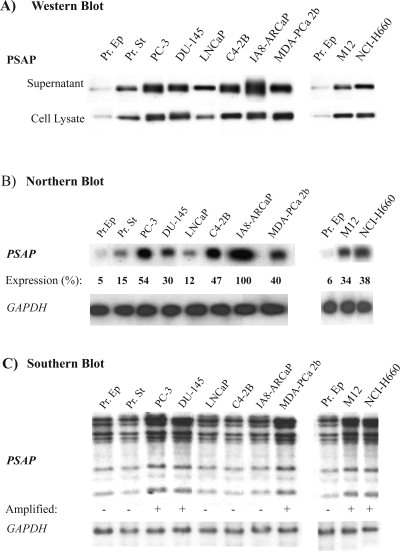 A) Western Blot
Pr. Ep Pr. St PC-3 DU-145 LNCaP C4-2B IA8-ARCaP MDA-PCa 2b Pr. Ep M12 NCI-H660
PSAP
Supernatant
Cell Lysate
B) Northern Blot
Pr.Ep Pr. St PC-3 DU-145 LNCaP C4-2B IA8-ARCaP MDA-PCa 2b Pr. Ep M12 NCI-H660
PSAP
Expression (%): 5 15 54 30 12 47 100 40 6 34 38
GAPDH
C) Southern Blot
Pr. Ep Pr. St PC-3 DU-145 LNCaP C4-2B IA8-ARCaP MDA-PCa 2b Pr. Ep M12 NCI-H660
PSAP
Amplified: - - + + - - - + - + +
GAPDH